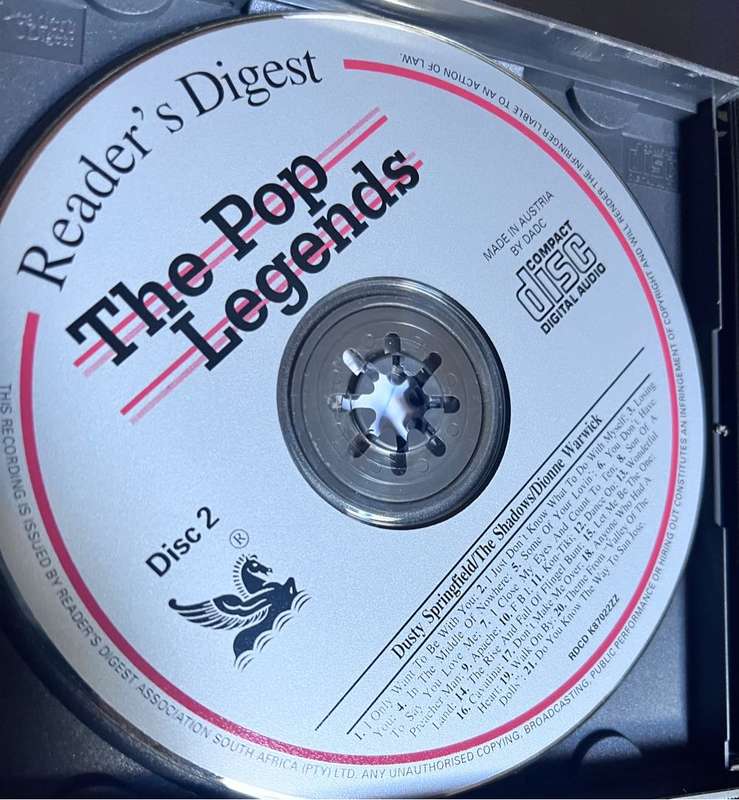 Reader's Digest
The Pop
Legends
MADE IN AUSTRIA
BY DADC
COMPACT
disc
DIGITAL AUDIO
Disc 2
®
Dusty Springfield/The Shadows/Dionne Warwick
1. I Only Want To Be With You; 2. I Just Don't Know What To Do With Myself; 3. Losing
You; 4. In The Middle Of Nowhere; 5. Some Of Your Lovin'; 6. You Don't Have
To Say You Love Me; 7. I Close My Eyes And Count To Ten; 8. Son Of A
Preacher Man; 9. Apache; 10. F.B.I.; 11. Kon-Tiki; 12. Dance On; 13. Wonderful
Land; 14. The Rise And Fall Of Flingel Bunt; 15. Let Me Be The One;
16. Cavatina; 17. Don't Make Me Over; 18. Anyone Who Had A
Heart; 19. Walk On By; 20. Theme From "Valley Of The
Dolls"; 21. Do You Know The Way To San Jose.
RDCD K8702ZZZ
THIS RECORDING IS ISSUED BY READER'S DIGEST ASSOCIATION SOUTH AFRICA (PTY) LTD. ANY UNAUTHORISED COPYING, BROADCASTING, PUBLIC PERFORMANCE OR HIRING OUT CONSTITUTES AN INFRINGEMENT OF COPYRIGHT AND WILL RENDER THE INFRINGER LIABLE TO AN ACTION OF LAW.